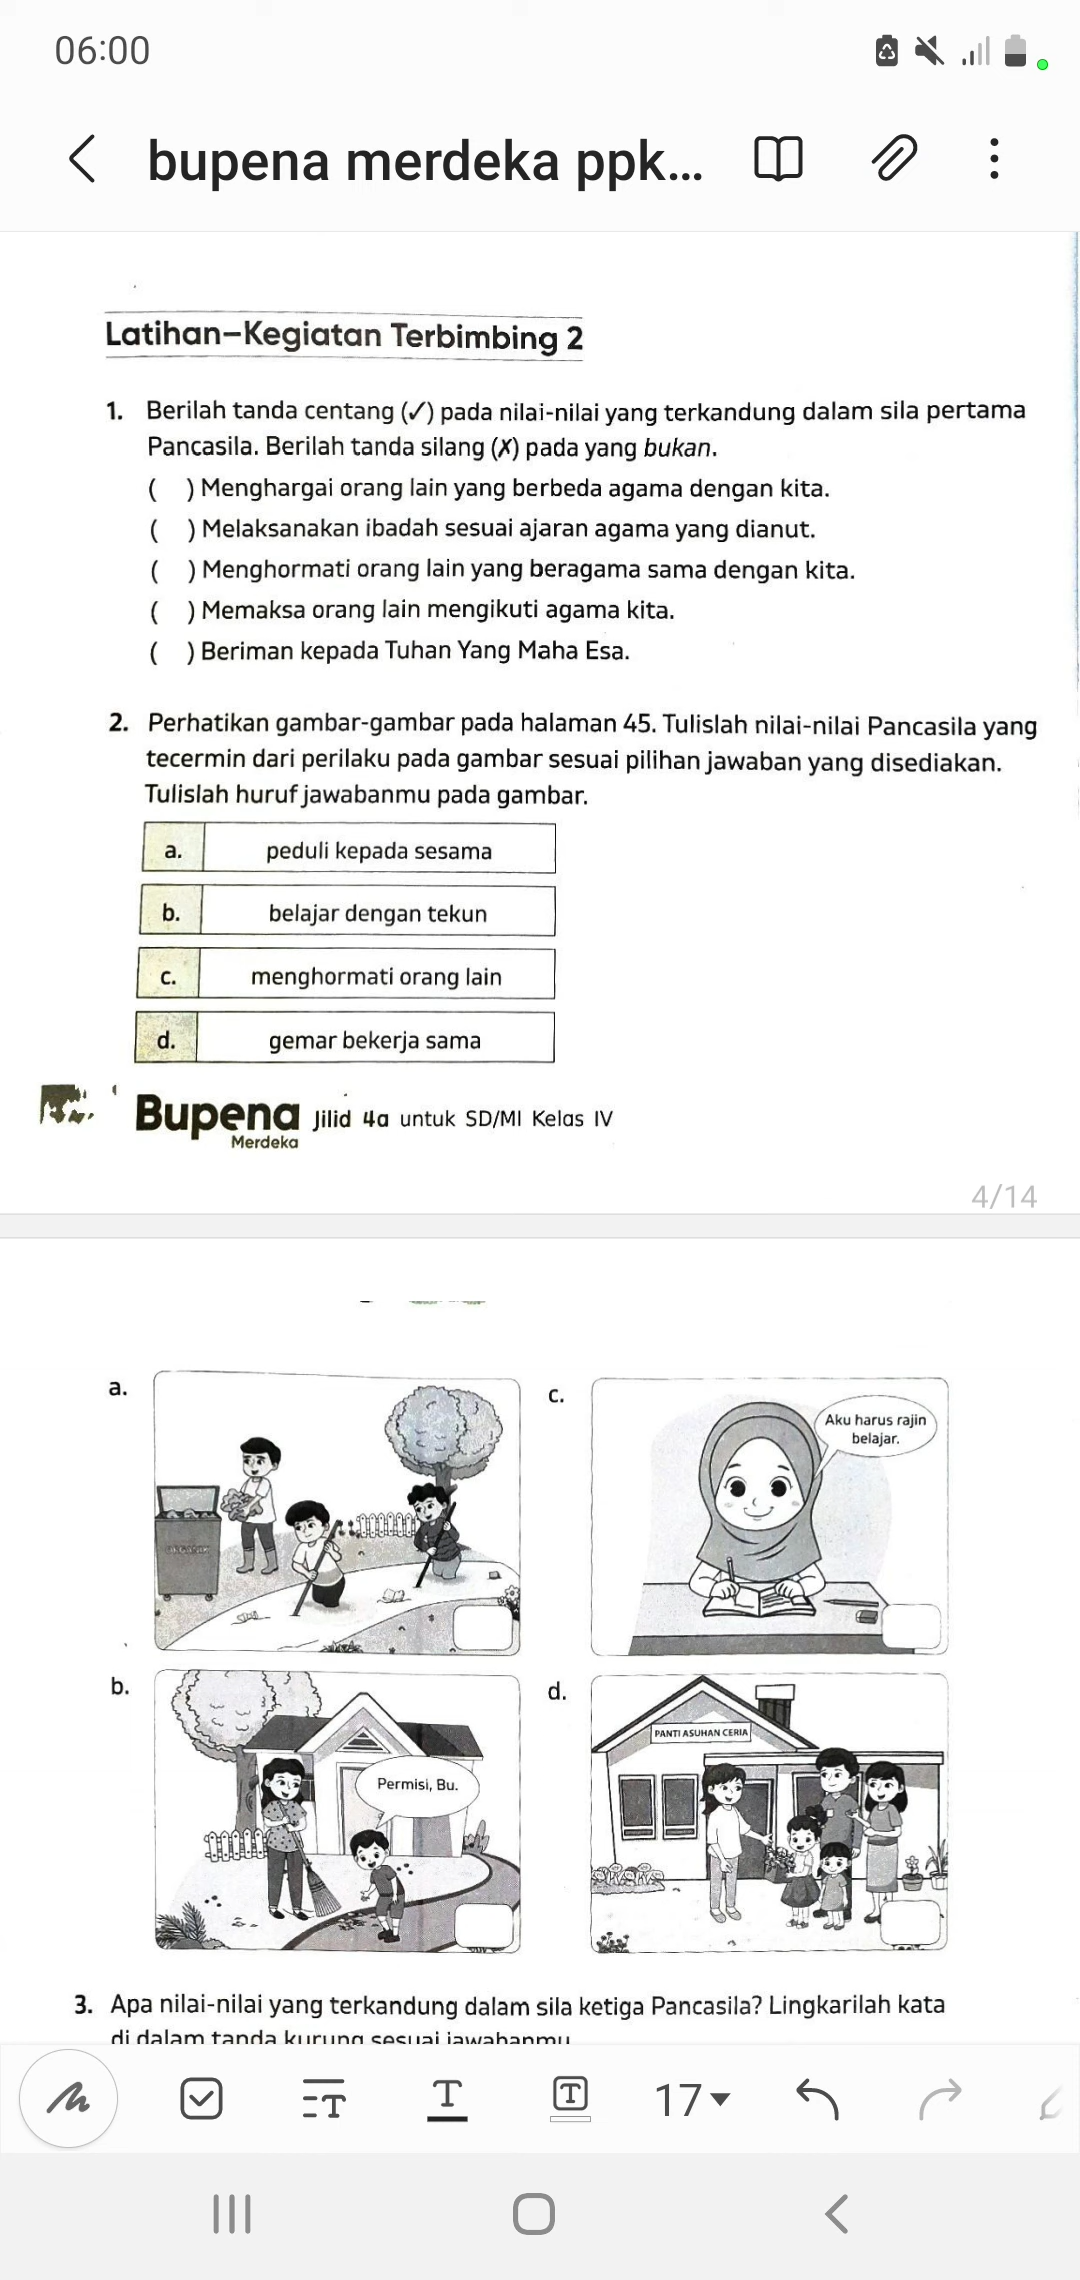 06:00
bupena merdeka ppk...
Latihan-Kegiatan Terbimbing 2
1. Berilah tanda centang (✓) pada nilai-nilai yang terkandung dalam sila pertama
Pancasila. Berilah tanda silang (✗) pada yang bukan.
( ) Menghargai orang lain yang berbeda agama dengan kita.
( ) Melaksanakan ibadah sesuai ajaran agama yang dianut.
( ) Menghormati orang lain yang beragama sama dengan kita.
( ) Memaksa orang lain mengikuti agama kita.
( ) Beriman kepada Tuhan Yang Maha Esa.
2. Perhatikan gambar-gambar pada halaman 45. Tulislah nilai-nilai Pancasila yang
tecermin dari perilaku pada gambar sesuai pilihan jawaban yang disediakan.
Tulislah huruf jawabanmu pada gambar.
a. peduli kepada sesama
b. belajar dengan tekun
c. menghormati orang lain
d. gemar bekerja sama
Bupena Jilid 4a untuk SD/MI Kelas IV
Merdeka
4/14
a.
c.
Aku harus rajin
belajar.
b.
Permisi, Bu.
d.
PANTI ASUHAN CERIA
3. Apa nilai-nilai yang terkandung dalam sila ketiga Pancasila? Lingkarilah kata
di dalam tanda kurung sesuai jawabanmu
17